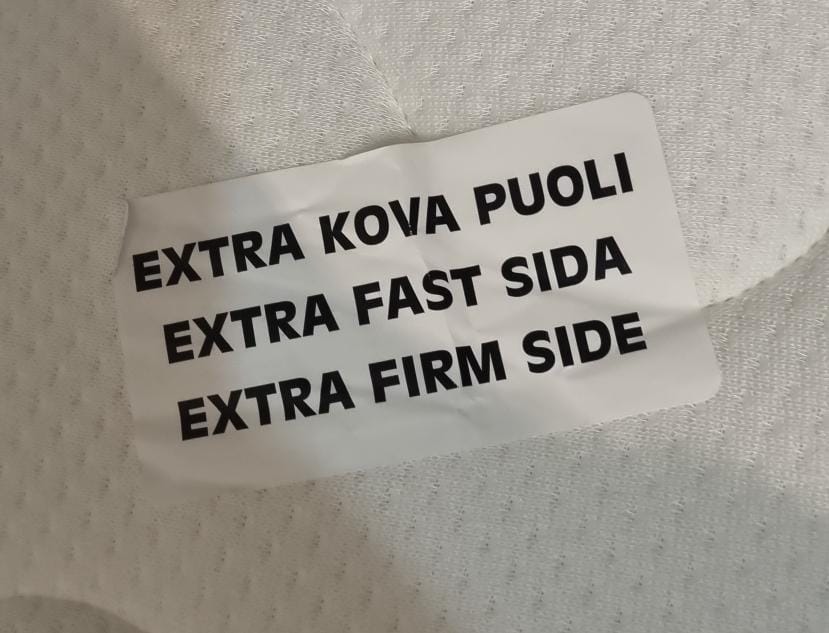 EXTRA KOVA PUOLI
EXTRA FAST SIDA
EXTRA FIRM SIDE